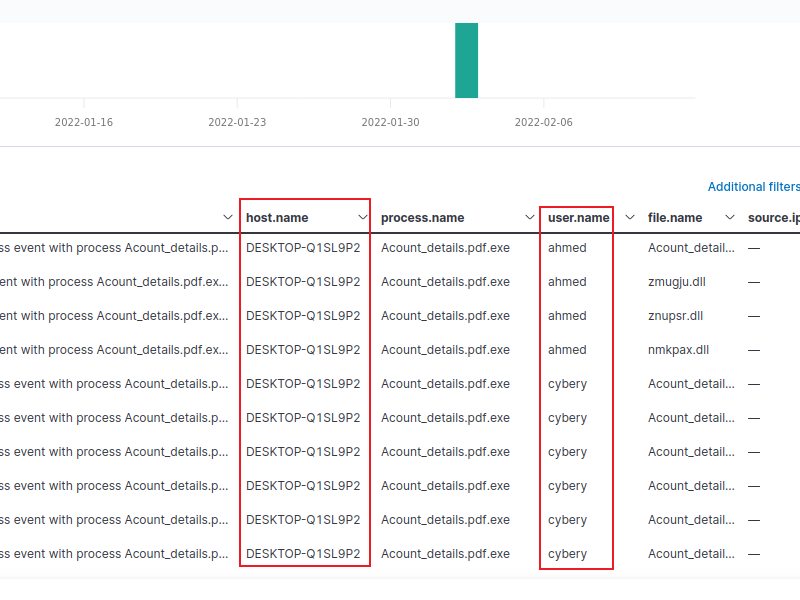 2022-01-16 2022-01-23 2022-01-30 2022-02-06
Additional filters
host.name process.name user.name file.name source.ip
ss event with process Acount_details.p... DESKTOP-Q1SL9P2 Acount_details.pdf.exe ahmed Acount_detail... —
ent with process Acount_details.pdf.ex... DESKTOP-Q1SL9P2 Acount_details.pdf.exe ahmed zmugju.dll —
ent with process Acount_details.pdf.ex... DESKTOP-Q1SL9P2 Acount_details.pdf.exe ahmed znupsr.dll —
ent with process Acount_details.pdf.ex... DESKTOP-Q1SL9P2 Acount_details.pdf.exe ahmed nmkpax.dll —
ss event with process Acount_details.p... DESKTOP-Q1SL9P2 Acount_details.pdf.exe cybery Acount_detail... —
ss event with process Acount_details.p... DESKTOP-Q1SL9P2 Acount_details.pdf.exe cybery Acount_detail... —
ss event with process Acount_details.p... DESKTOP-Q1SL9P2 Acount_details.pdf.exe cybery Acount_detail... —
ss event with process Acount_details.p... DESKTOP-Q1SL9P2 Acount_details.pdf.exe cybery Acount_detail... —
ss event with process Acount_details.p... DESKTOP-Q1SL9P2 Acount_details.pdf.exe cybery Acount_detail... —
ss event with process Acount_details.p... DESKTOP-Q1SL9P2 Acount_details.pdf.exe cybery Acount_detail... —